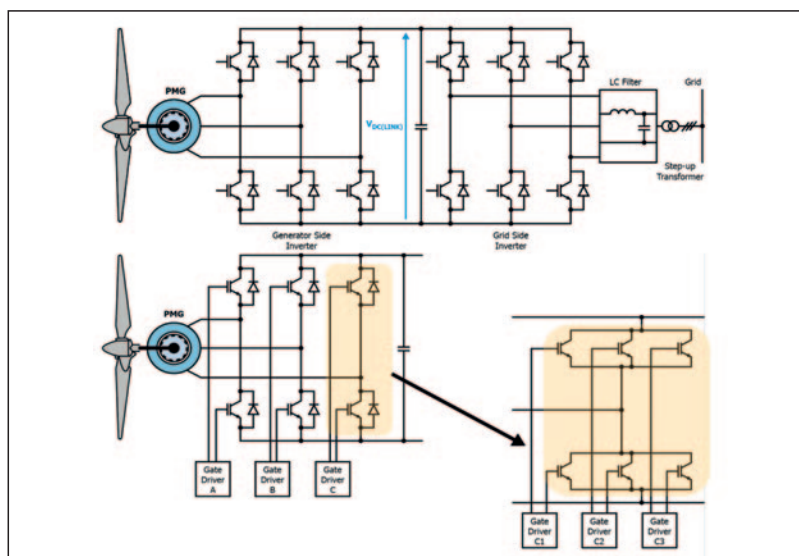 PMG
V DC(LINK)
LC Filter
Grid
Step-up
Transformer
Generator Side
Inverter
Grid Side
Inverter
PMG
Gate
Driver
A
Gate
Driver
B
Gate
Driver
C
Gate
Driver
C1
Gate
Driver
C2
Gate
Driver
C3